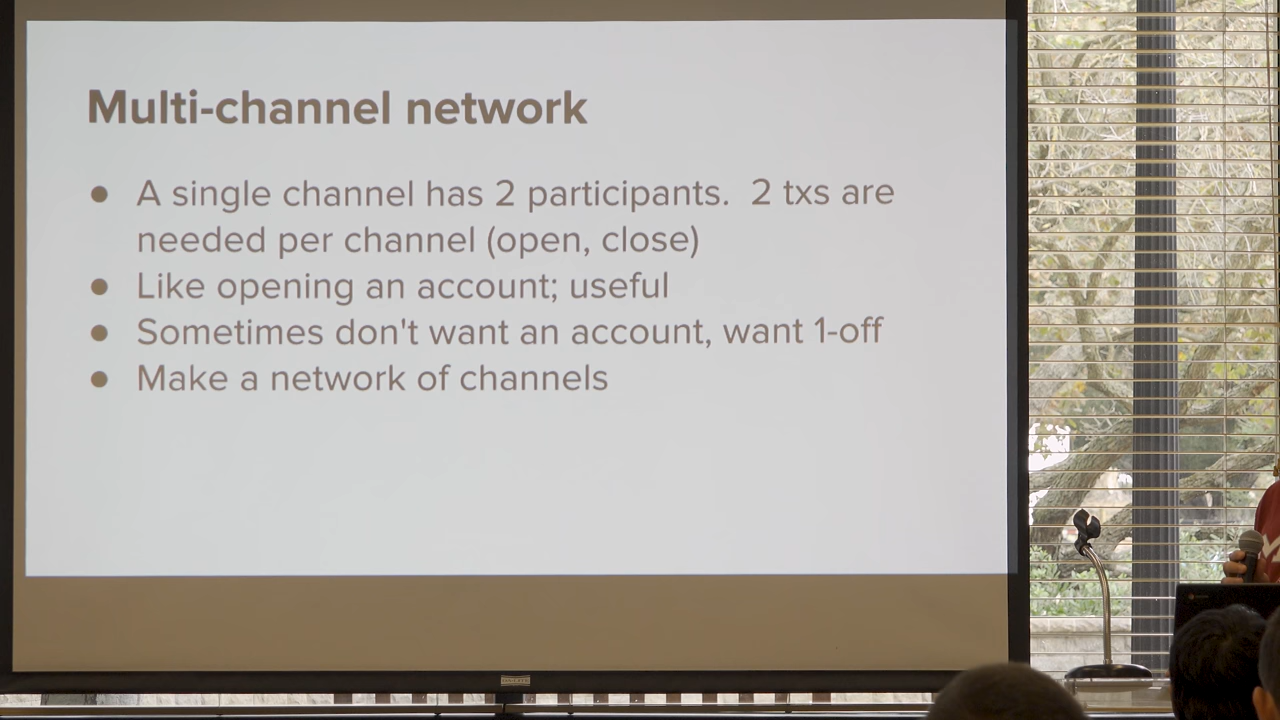 Multi-channel network
● A single channel has 2 participants. 2 txs are
needed per channel (open, close)
● Like opening an account; useful
● Sometimes don't want an account, want 1-off
● Make a network of channels